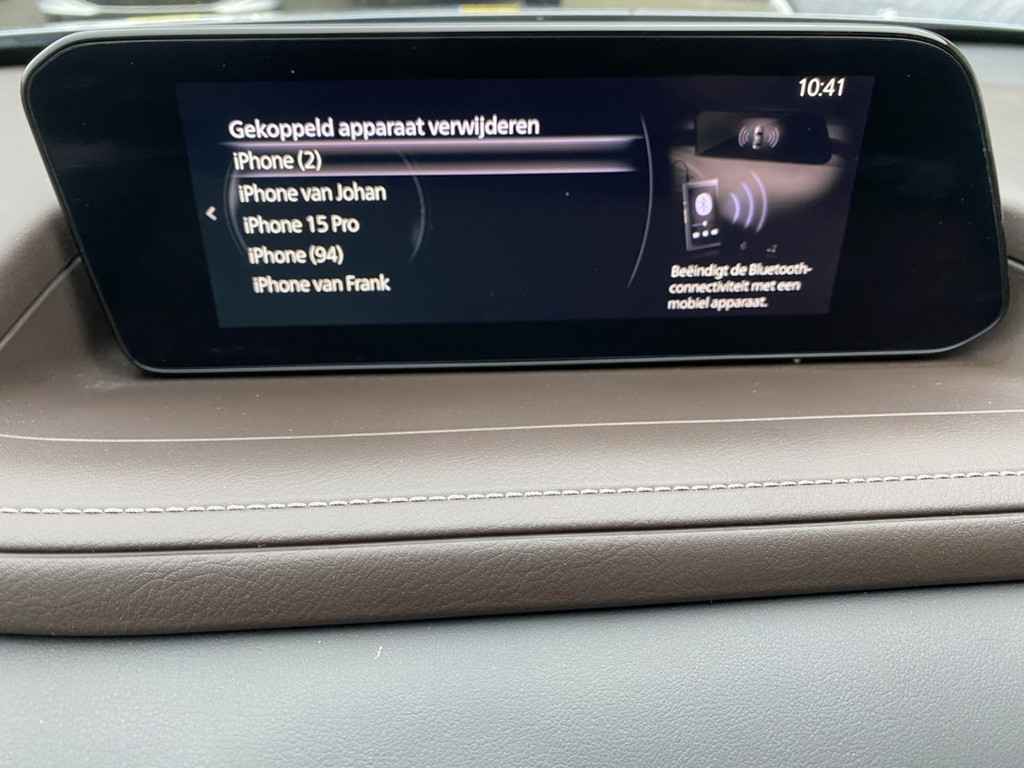 10:41
Gekoppeld apparaat verwijderen
iPhone (2)
iPhone van Johan
iPhone 15 Pro
iPhone (94)
iPhone van Frank
Beëindigt de Bluetooth-
connectiviteit met een
mobiel apparaat.